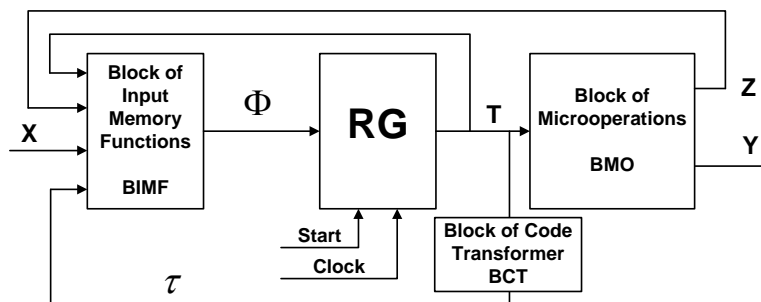 Block of
Input
Memory
Functions
BIMF
X
Φ
RG
T
Block of
Microoperations
BMO
Z
Y
Start
Clock
Block of Code
Transformer
BCT
τ